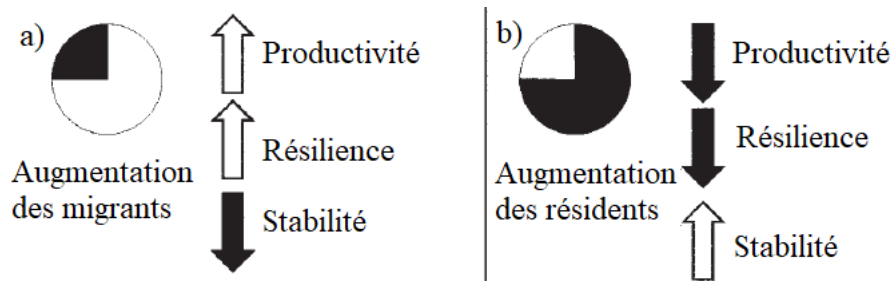 a)
Productivité
Résilience
Augmentation
des migrants
Stabilité
b)
Productivité
Résilience
Augmentation
des résidents
Stabilité